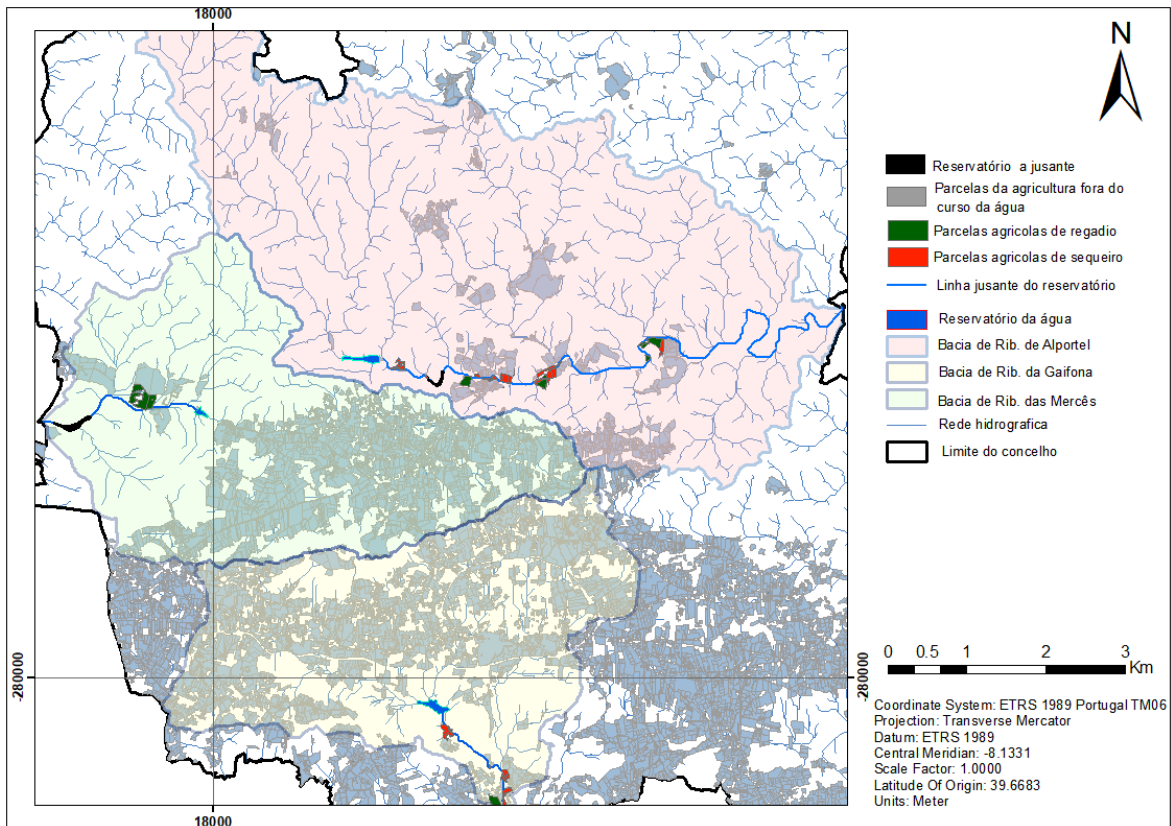 18000
N
Reservatório a jusante
Parcelas da agricultura fora do
curso da água
Parcelas agricolas de regadio
Parcelas agricolas de sequeiro
Linha jusante do reservatório
Reservatório da água
Bacia de Rib. de Alportel
Bacia de Rib. da Gaifona
Bacia de Rib. das Mercês
Rede hidrografica
Limite do concelho
-280000
-280000
0 0.5 1 2 3
Km
Coordinate System: ETRS 1989 Portugal TM06
Projection: Transverse Mercator
Datum: ETRS 1989
Central Meridian: -8.1331
Scale Factor: 1.0000
Latitude Of Origin: 39.6683
Units: Meter
18000